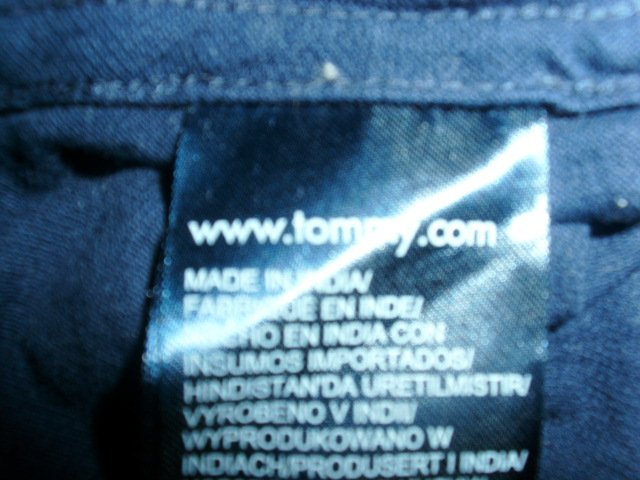 www.tommy.com
MADE IN INDIA/
FABRIQUE EN INDE/
HECHO EN INDIA CON
INSUMOS IMPORTADOS/
HINDISTAN'DA URETILMISTIR/
VYROBENO V INDII/
WYPRODUKOWANO W
INDIACH/PRODUSERT I INDIA/